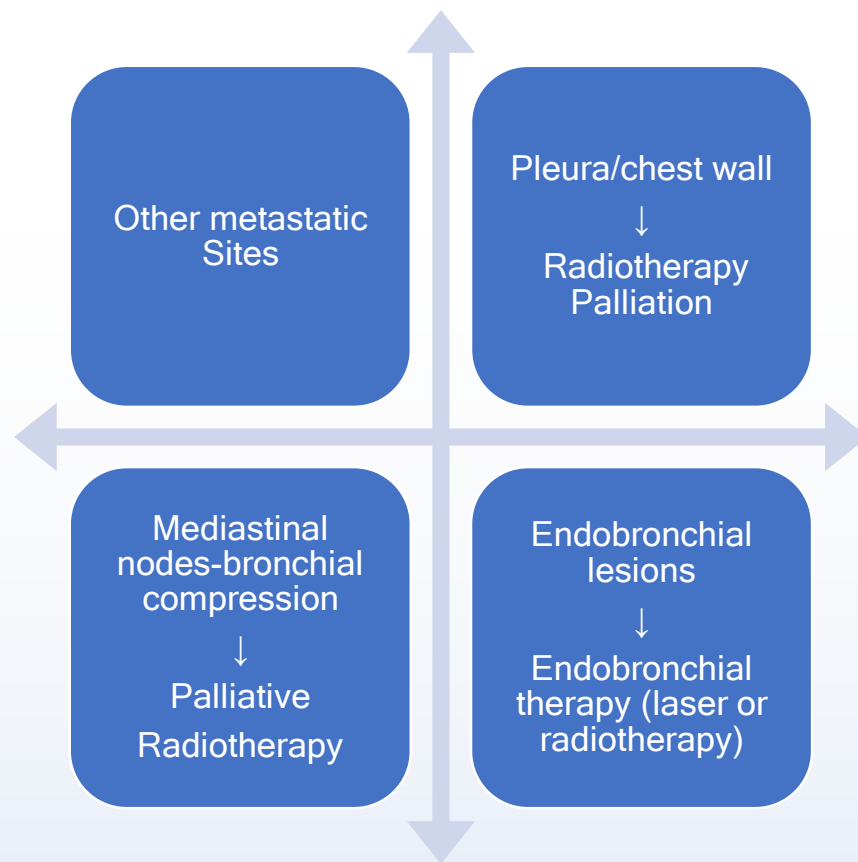 Other metastatic
Sites
Pleura/chest wall
↓
Radiotherapy
Palliation
Mediastinal
nodes-bronchial
compression
↓
Palliative
Radiotherapy
Endobronchial
lesions
↓
Endobronchial
therapy (laser or
radiotherapy)